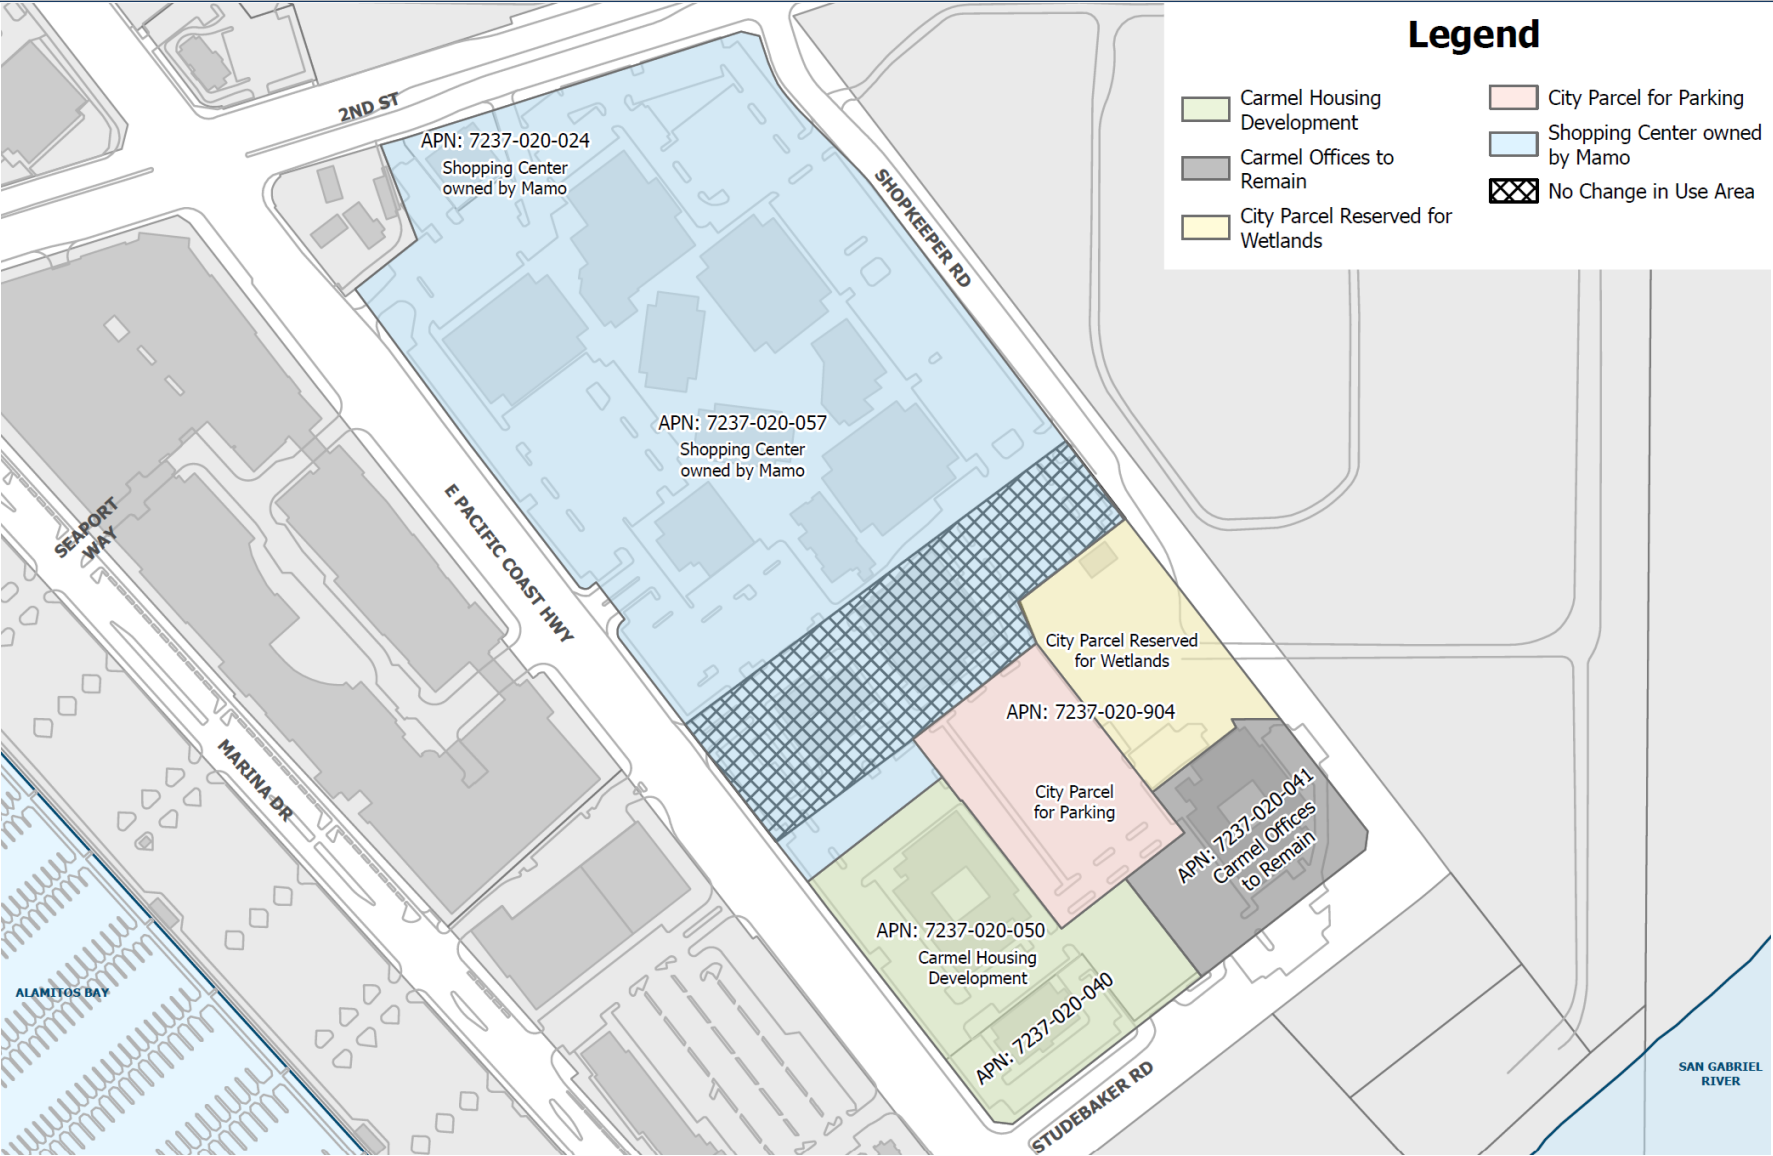 Legend
Carmel Housing
Development
Carmel Offices to
Remain
City Parcel Reserved for
Wetlands
City Parcel for Parking
Shopping Center owned
by Mamo
No Change in Use Area
2ND ST
APN: 7237-020-024
Shopping Center
owned by Mamo
SHOPKEEPER RD
APN: 7237-020-057
Shopping Center
owned by Mamo
E PACIFIC COAST HWY
SEAPORT
WAY
City Parcel Reserved
for Wetlands
APN: 7237-020-904
MARINA DR
City Parcel
for Parking
APN: 7237-020-041
Carmel Offices
to Remain
APN: 7237-020-050
Carmel Housing
Development
APN: 7237-020-040
ALAMITOS BAY
STUDEBAKER RD
SAN GABRIEL
RIVER